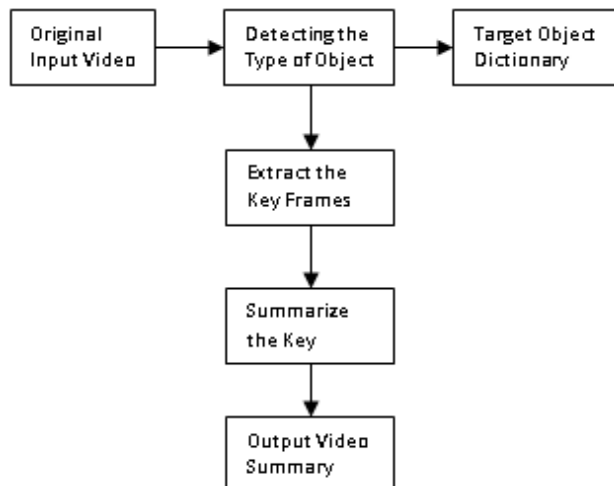 Original
Input Video
Detecting the
Type of Object
Target Object
Dictionary
Extract the
Key Frames
Summarize
the Key
Output Video
Summary